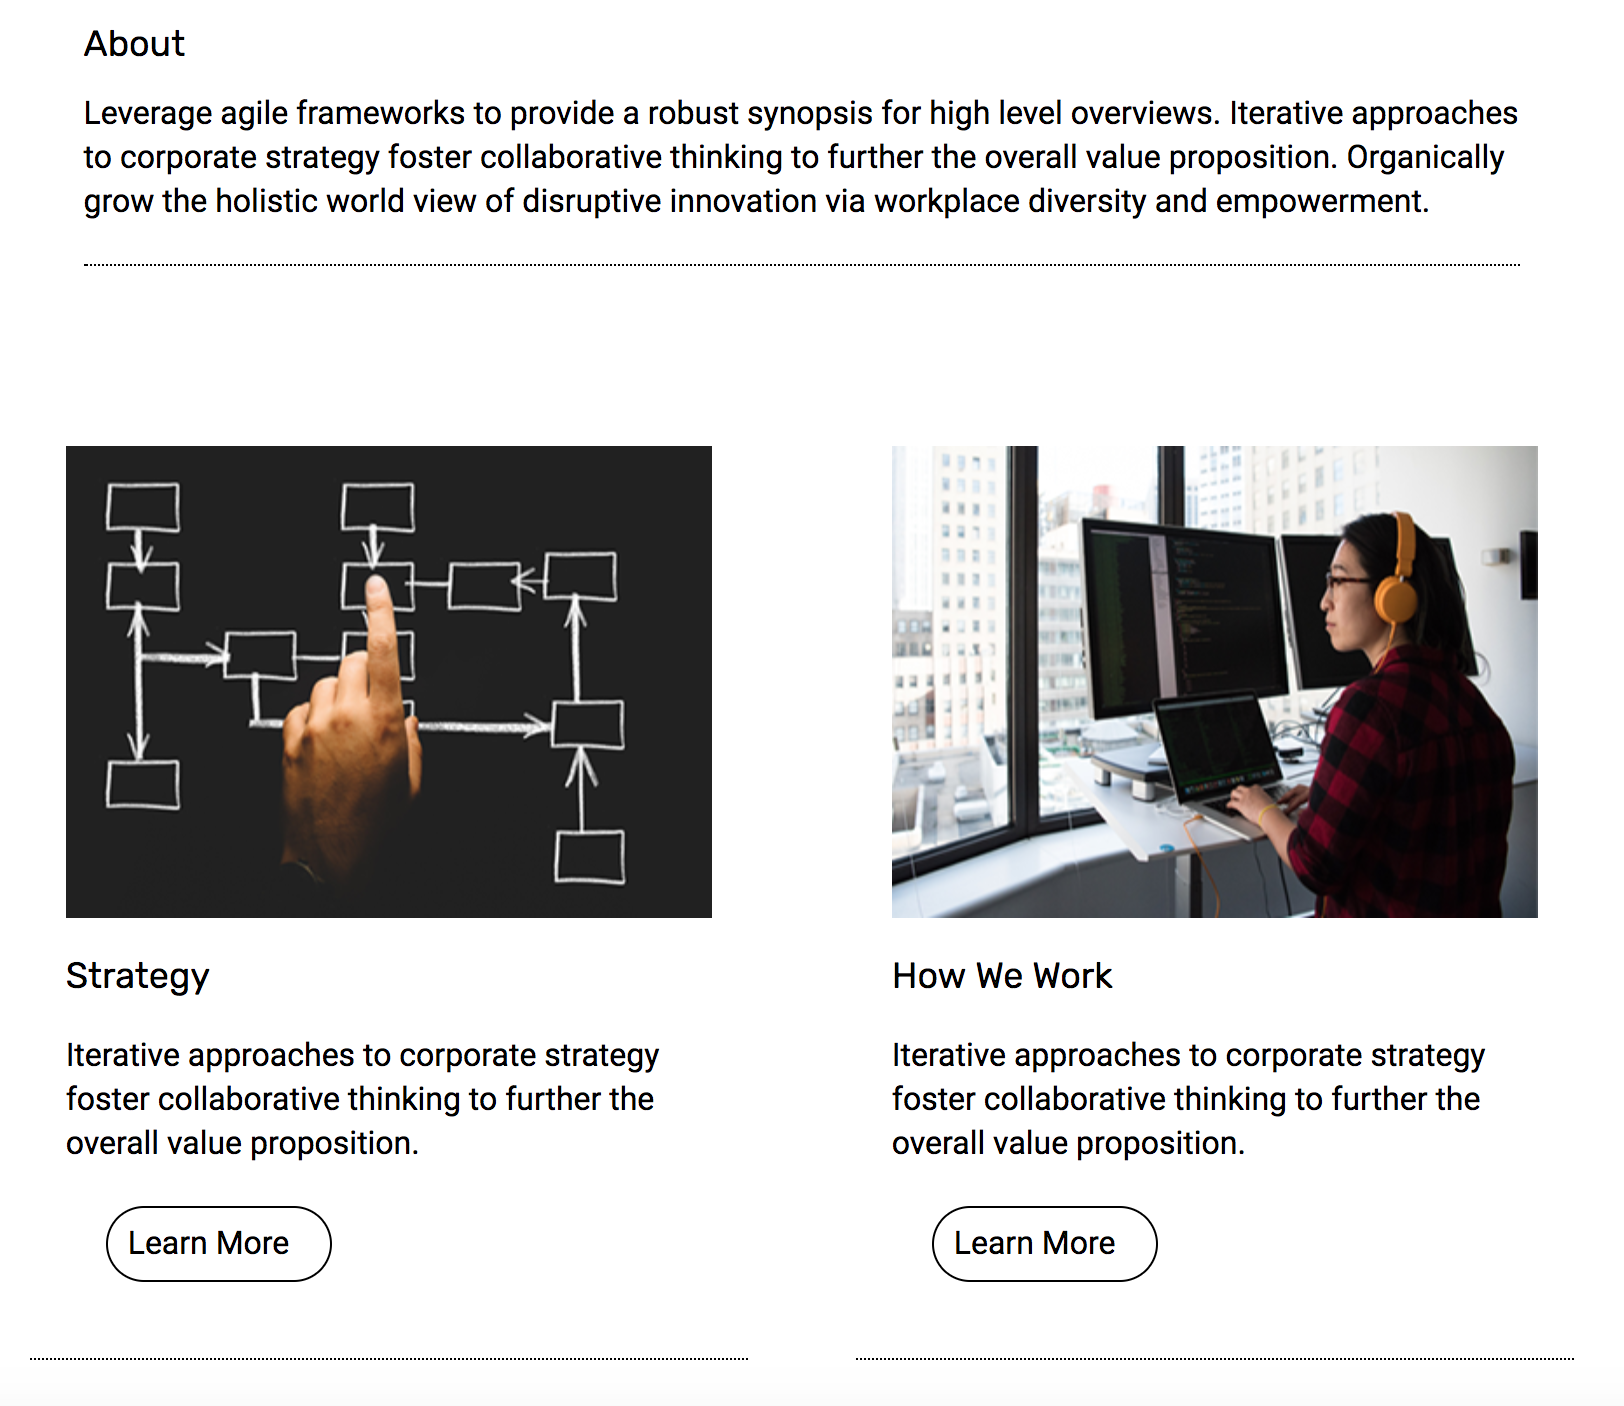 About
Leverage agile frameworks to provide a robust synopsis for high level overviews. Iterative approaches
to corporate strategy foster collaborative thinking to further the overall value proposition. Organically
grow the holistic world view of disruptive innovation via workplace diversity and empowerment.
Strategy
Iterative approaches to corporate strategy
foster collaborative thinking to further the
overall value proposition.
Learn More
How We Work
Iterative approaches to corporate strategy
foster collaborative thinking to further the
overall value proposition.
Learn More